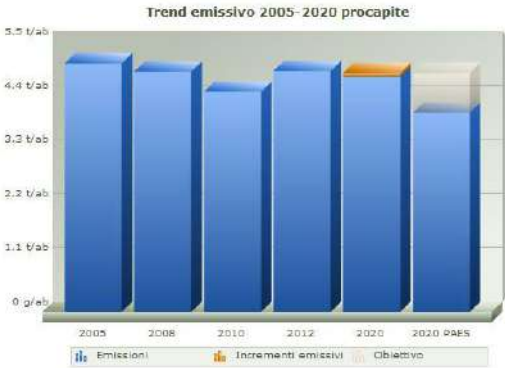 Trend emissivo 2005-2020 procapite
5.5 t/ab
4.4 t/ab
3.3 t/ab
2.2 t/ab
1.1 t/ab
0 g/ab
2005 2008 2010 2012 2020 2020 PAES
Emissioni Incrementi emissivi Obiettivo